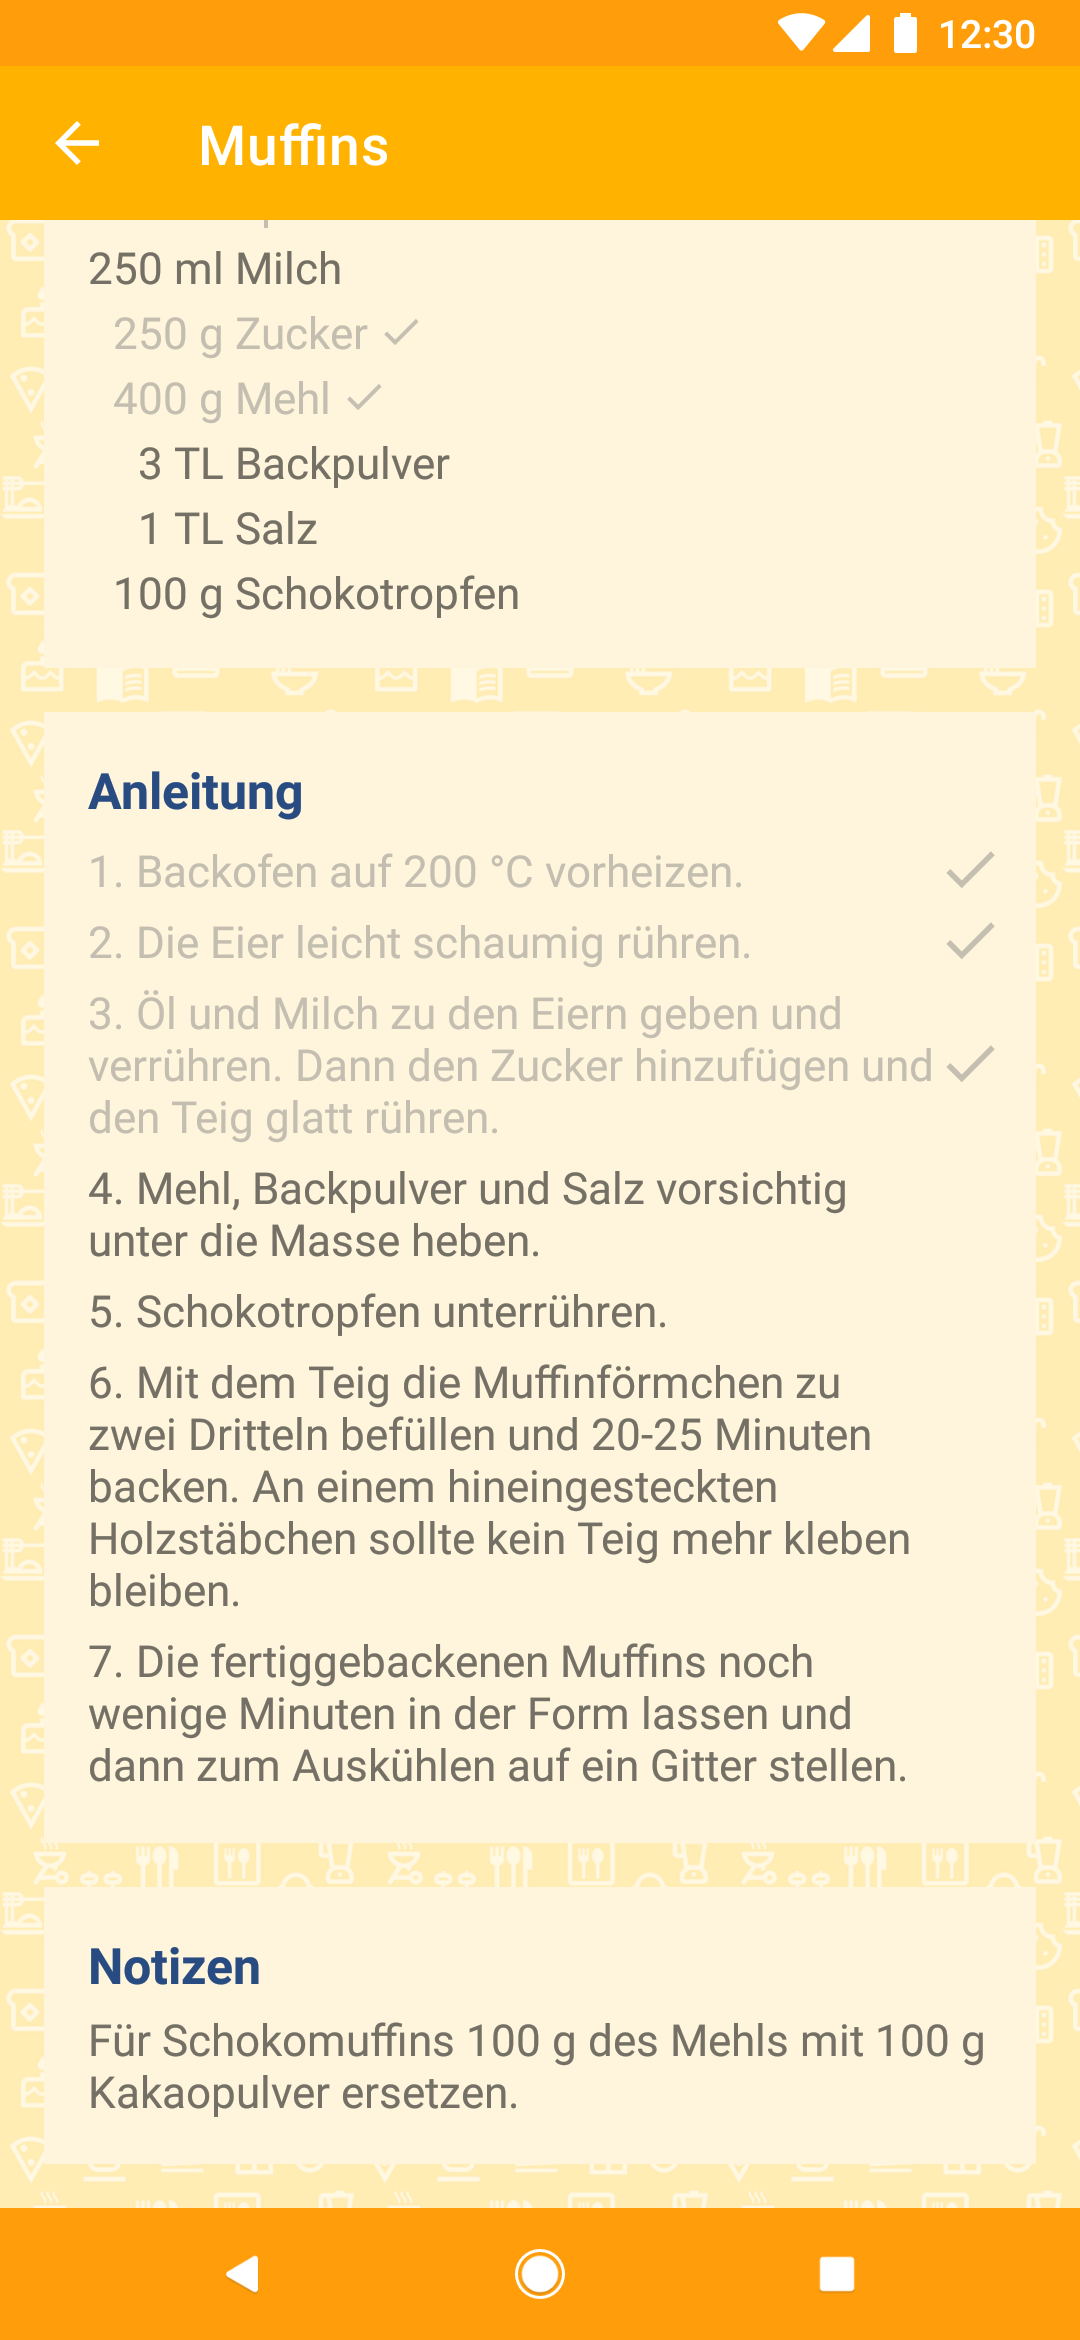 12:30
Muffins
250 ml Milch
250 g Zucker
400 g Mehl
3 TL Backpulver
1 TL Salz
100 g Schokotropfen
Anleitung
1. Backofen auf 200 °C vorheizen.
2. Die Eier leicht schaumig rühren.
3. Öl und Milch zu den Eiern geben und
verrühren. Dann den Zucker hinzufügen und
den Teig glatt rühren.
4. Mehl, Backpulver und Salz vorsichtig
unter die Masse heben.
5. Schokotropfen unterrühren.
6. Mit dem Teig die Muffinförmchen zu
zwei Dritteln befüllen und 20-25 Minuten
backen. An einem hineingesteckten
Holzstäbchen sollte kein Teig mehr kleben
bleiben.
7. Die fertiggebackenen Muffins noch
wenige Minuten in der Form lassen und
dann zum Auskühlen auf ein Gitter stellen.
Notizen
Für Schokomuffins 100 g des Mehls mit 100 g
Kakaopulver ersetzen.